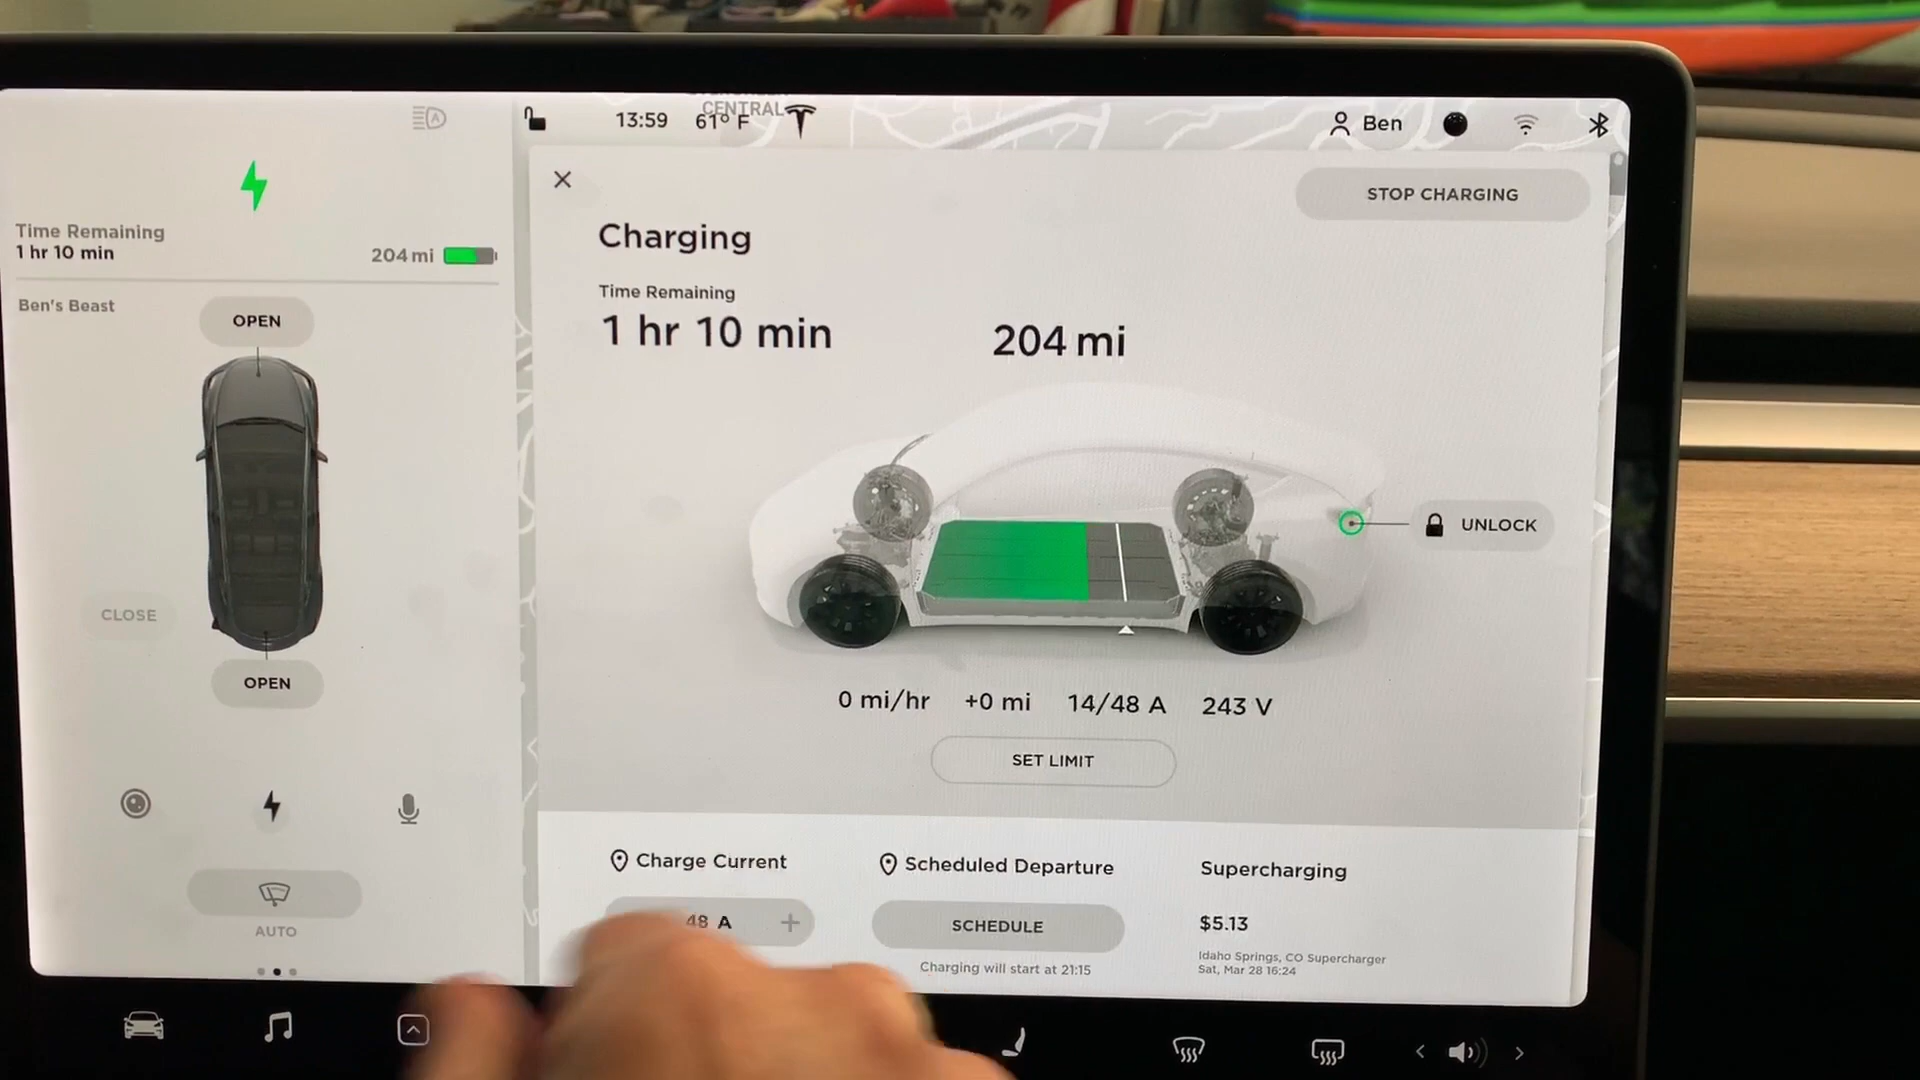 CENTRAL
13:59
61° F
Ben
Time Remaining
1 hr 10 min
204 mi
Ben's Beast
OPEN
CLOSE
OPEN
AUTO
STOP CHARGING
Charging
Time Remaining
1 hr 10 min
204 mi
UNLOCK
0 mi/hr +0 mi 14/48 A 243 V
SET LIMIT
Charge Current
48 A +
Scheduled Departure
SCHEDULE
Charging will start at 21:15
Supercharging
$5.13
Idaho Springs, CO Supercharger
Sat, Mar 28 16:24